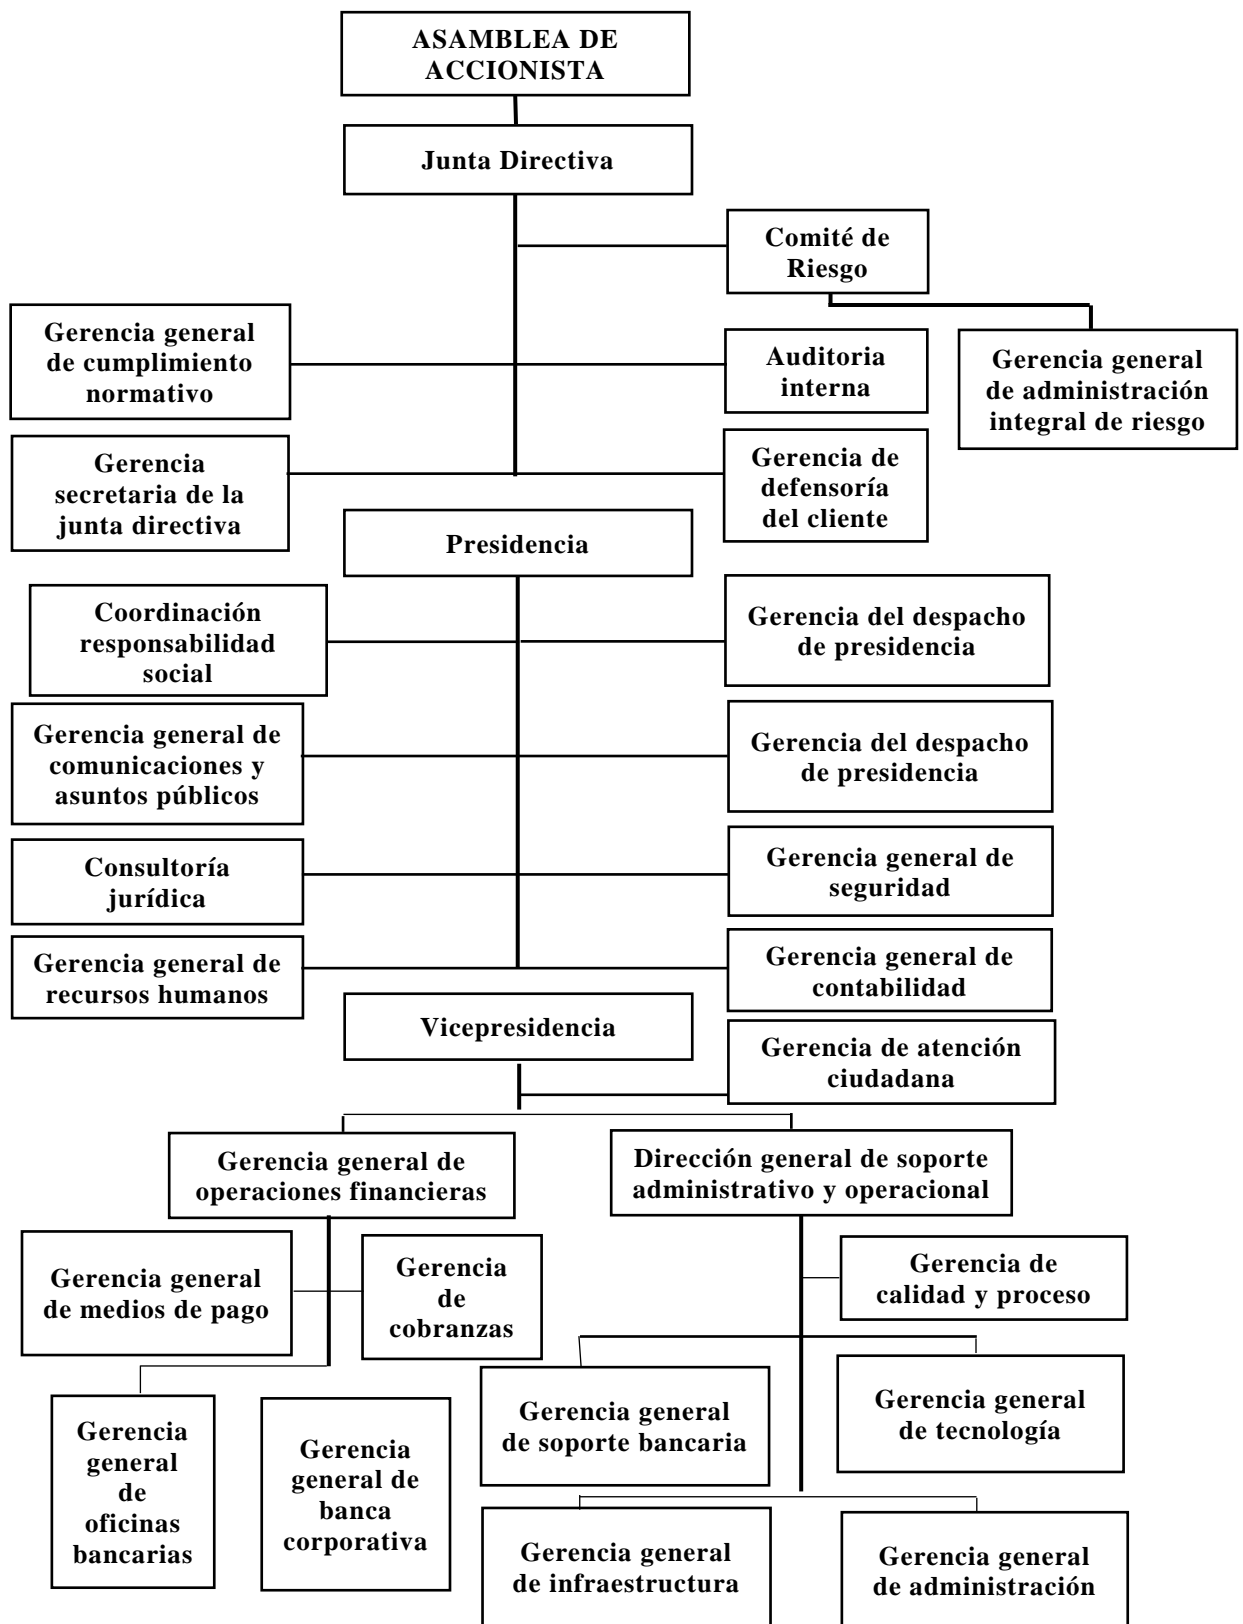 ASAMBLEA DE
ACCIONISTA
Junta Directiva
Comité de
Riesgo
Gerencia general
de cumplimiento
normativo
Auditoria
interna
Gerencia general
de administración
integral de riesgo
Gerencia
secretaria de la
junta directiva
Gerencia de
defensoría
del cliente
Presidencia
Coordinación
responsabilidad
social
Gerencia del despacho
de presidencia
Gerencia general de
comunicaciones y
asuntos públicos
Gerencia del despacho
de presidencia
Consultoría
jurídica
Gerencia general de
seguridad
Gerencia general de
recursos humanos
Gerencia general de
contabilidad
Vicepresidencia
Gerencia de atención
ciudadana
Gerencia general de
operaciones financieras
Dirección general de soporte
administrativo y operacional
Gerencia general
de medios de pago
Gerencia
de
cobranzas
Gerencia de
calidad y proceso
Gerencia
general
de
oficinas
bancarias
Gerencia
general de
banca
corporativa
Gerencia general
de soporte bancaria
Gerencia general
de tecnología
Gerencia general
de infraestructura
Gerencia general
de administración